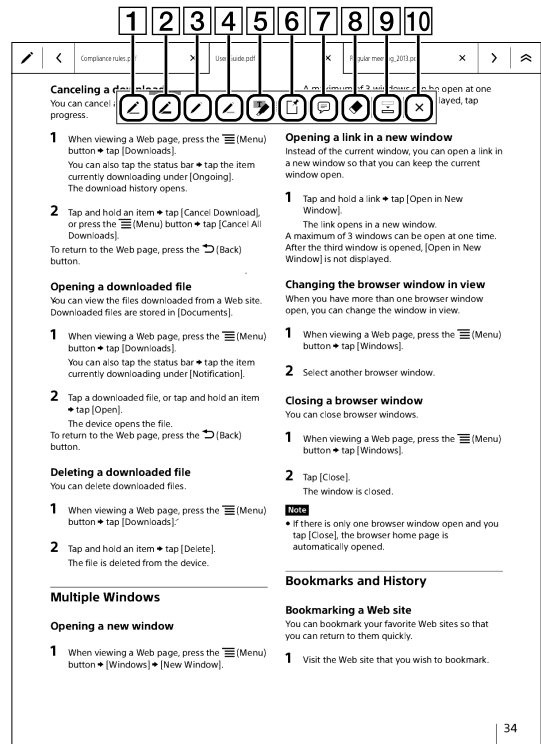 1 2 3 4 5 6 7 8 9 10
Compliance rules.pdf
User Guide.pdf
Regular meeting_2013.pdf
Canceling a
You can cancel a
progress.
1 When viewing a Web page, press the (Menu)
button ➔ tap [Downloads].
You can also tap the status bar ➔ tap the item
currently downloading under [Ongoing].
The download history opens.
2 Tap and hold an item ➔ tap [Cancel Download],
or press the (Menu) button ➔ tap [Cancel All
Downloads].
To return to the Web page, press the (Back)
button.
Opening a downloaded file
You can view the files downloaded from a Web site.
Downloaded files are stored in [Documents].
1 When viewing a Web page, press the (Menu)
button ➔ tap [Downloads].
You can also tap the status bar ➔ tap the item
currently downloading under [Notification].
2 Tap a downloaded file, or tap and hold an item
➔ tap [Open].
The device opens the file.
To return to the Web page, press the (Back)
button.
Deleting a downloaded file
You can delete downloaded files.
1 When viewing a Web page, press the (Menu)
button ➔ tap [Downloads].
2 Tap and hold an item ➔ tap [Delete].
The file is deleted from the device.
Multiple Windows
Opening a new window
1 When viewing a Web page, press the (Menu)
button ➔ [Windows] ➔ [New Window].
A maximum of 3 windows can be open at one
layed, tap
Opening a link in a new window
Instead of the current window, you can open a link in
a new window so that you can keep the current
window open.
1 Tap and hold a link ➔ tap [Open in New
Window].
The link opens in a new window.
A maximum of 3 windows can be open at one time.
After the third window is opened, [Open in New
Window] is not displayed.
Changing the browser window in view
When you have more than one browser window
open, you can change the window in view.
1 When viewing a Web page, press the (Menu)
button ➔ tap [Windows].
2 Select another browser window.
Closing a browser window
You can close browser windows.
1 When viewing a Web page, press the (Menu)
button ➔ tap [Windows].
2 Tap [Close].
The window is closed.
Note
• If there is only one browser window open and you
tap [Close], the browser home page is
automatically opened.
Bookmarks and History
Bookmarking a Web site
You can bookmark your favorite Web sites so that
you can return to them quickly.
1 Visit the Web site that you wish to bookmark.
34